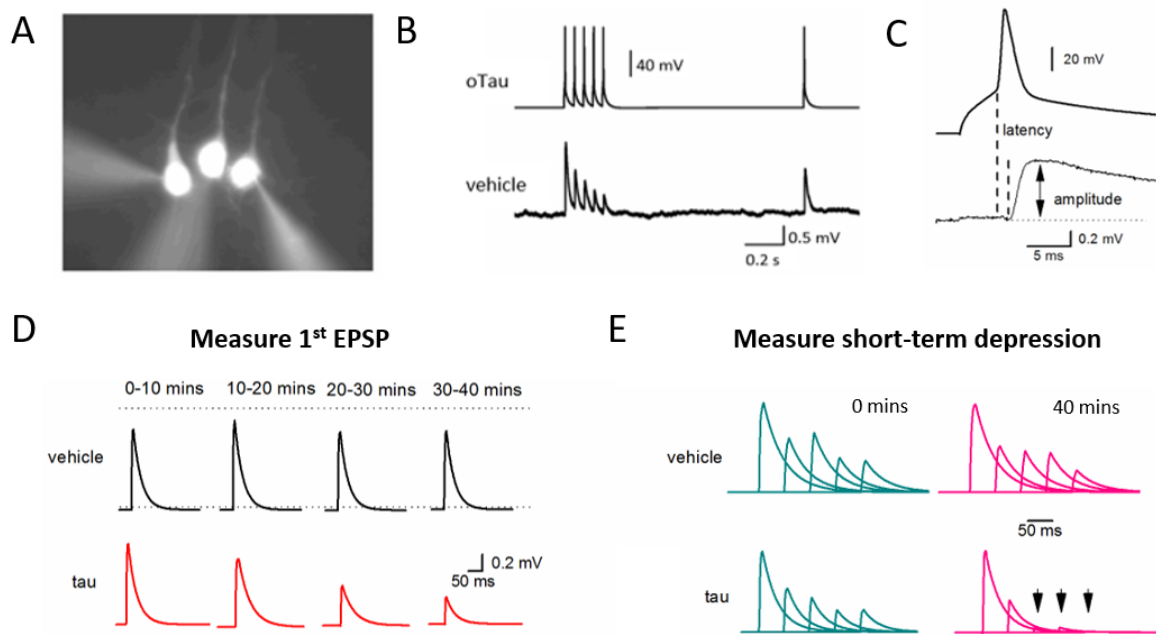 A
B
oTau
40 mV
vehicle
0.5 mV
0.2 s
C
20 mV
latency
amplitude
0.2 mV
5 ms
D
Measure 1st EPSP
0-10 mins
10-20 mins
20-30 mins
30-40 mins
vehicle
tau
0.2 mV
50 ms
E
Measure short-term depression
0 mins
40 mins
vehicle
50 ms
tau